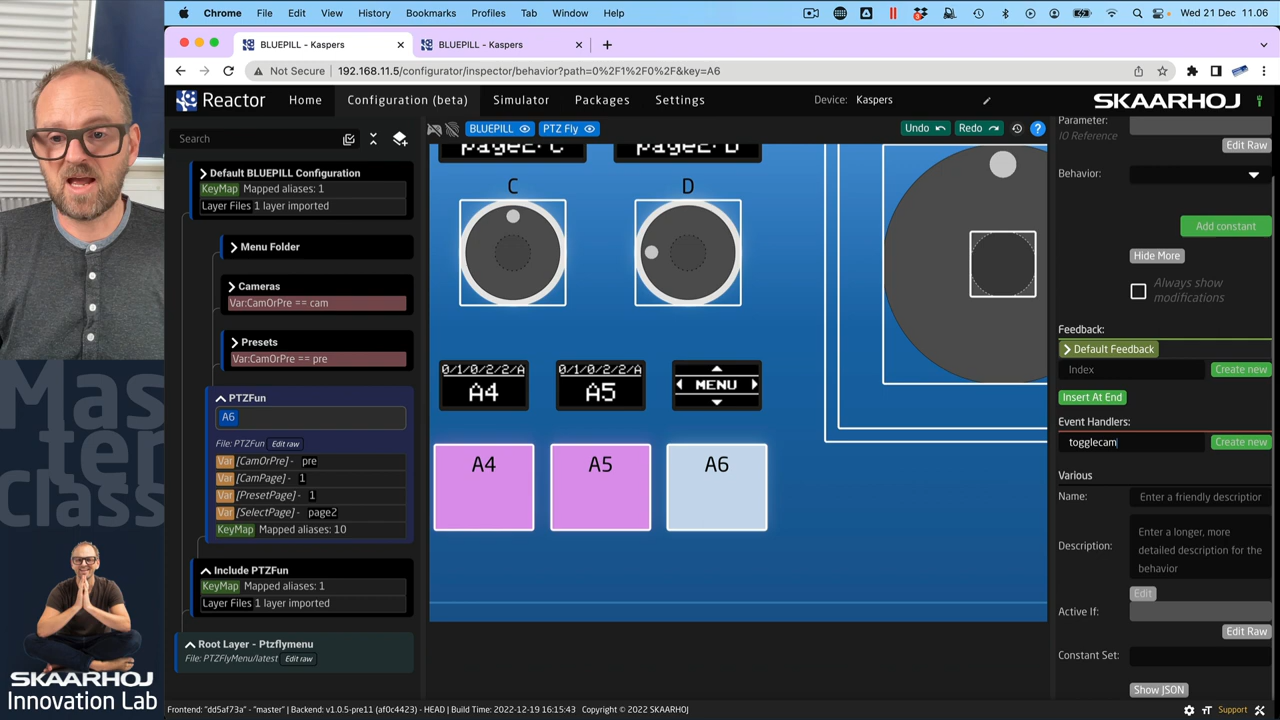 Chrome File Edit View History Bookmarks Profiles Tab Window Help Wed 21 Dec 11.06
BLUEPILL - Kaspers
BLUEPILL - Kaspers
Not Secure 192.168.11.5/configurator/inspector/behavior?path=0%2F1%2F0%2F&key=A6
Reactor Home Configuration (beta) Simulator Packages Settings Device: Kaspers SKAARHOJ
Search
BLUEPILL PTZ Fly Undo Redo
Default BLUEPILL Configuration
KeyMap Mapped aliases: 1
Layer Files 1 layer imported
Menu Folder
Cameras
Var:CamOrPre == cam
Presets
Var:CamOrPre == pre
PTZFun
A6
File: PTZFun Edit raw
Var [CamOrPre] - pre
Var [CamPage] - 1
Var [PresetPage] - 1
Var [SelectPage] - page2
KeyMap Mapped aliases: 10
Include PTZFun
KeyMap Mapped aliases: 1
Layer Files 1 layer imported
Root Layer - Ptzflymenu
File: PTZFlyMenu/latest Edit raw
page2: C page2: D
C D
0/1/0/2/2/A 0/1/0/2/2/A
A4 A5 MENU
A4 A5 A6
Parameter:
IO Reference
Edit Raw
Behavior:
Add constant
Hide More
Always show
modifications
Feedback:
Default Feedback
Index Create new
Insert At End
Event Handlers:
togglecam Create new
Various
Name: Enter a friendly description
Description: Enter a longer, more
detailed description for the
behavior
Edit
Active If:
Edit Raw
Constant Set:
Show JSON
Mas
ter
Class
SKAARHOJ
Innovation Lab
Frontend: "dd5af73a" - "master" | Backend: v1.0.5-pre11 (af0c4423) - HEAD | Build Time: 2022-12-19 16:15:43 Copyright © 2022 SKAARHOJ Support